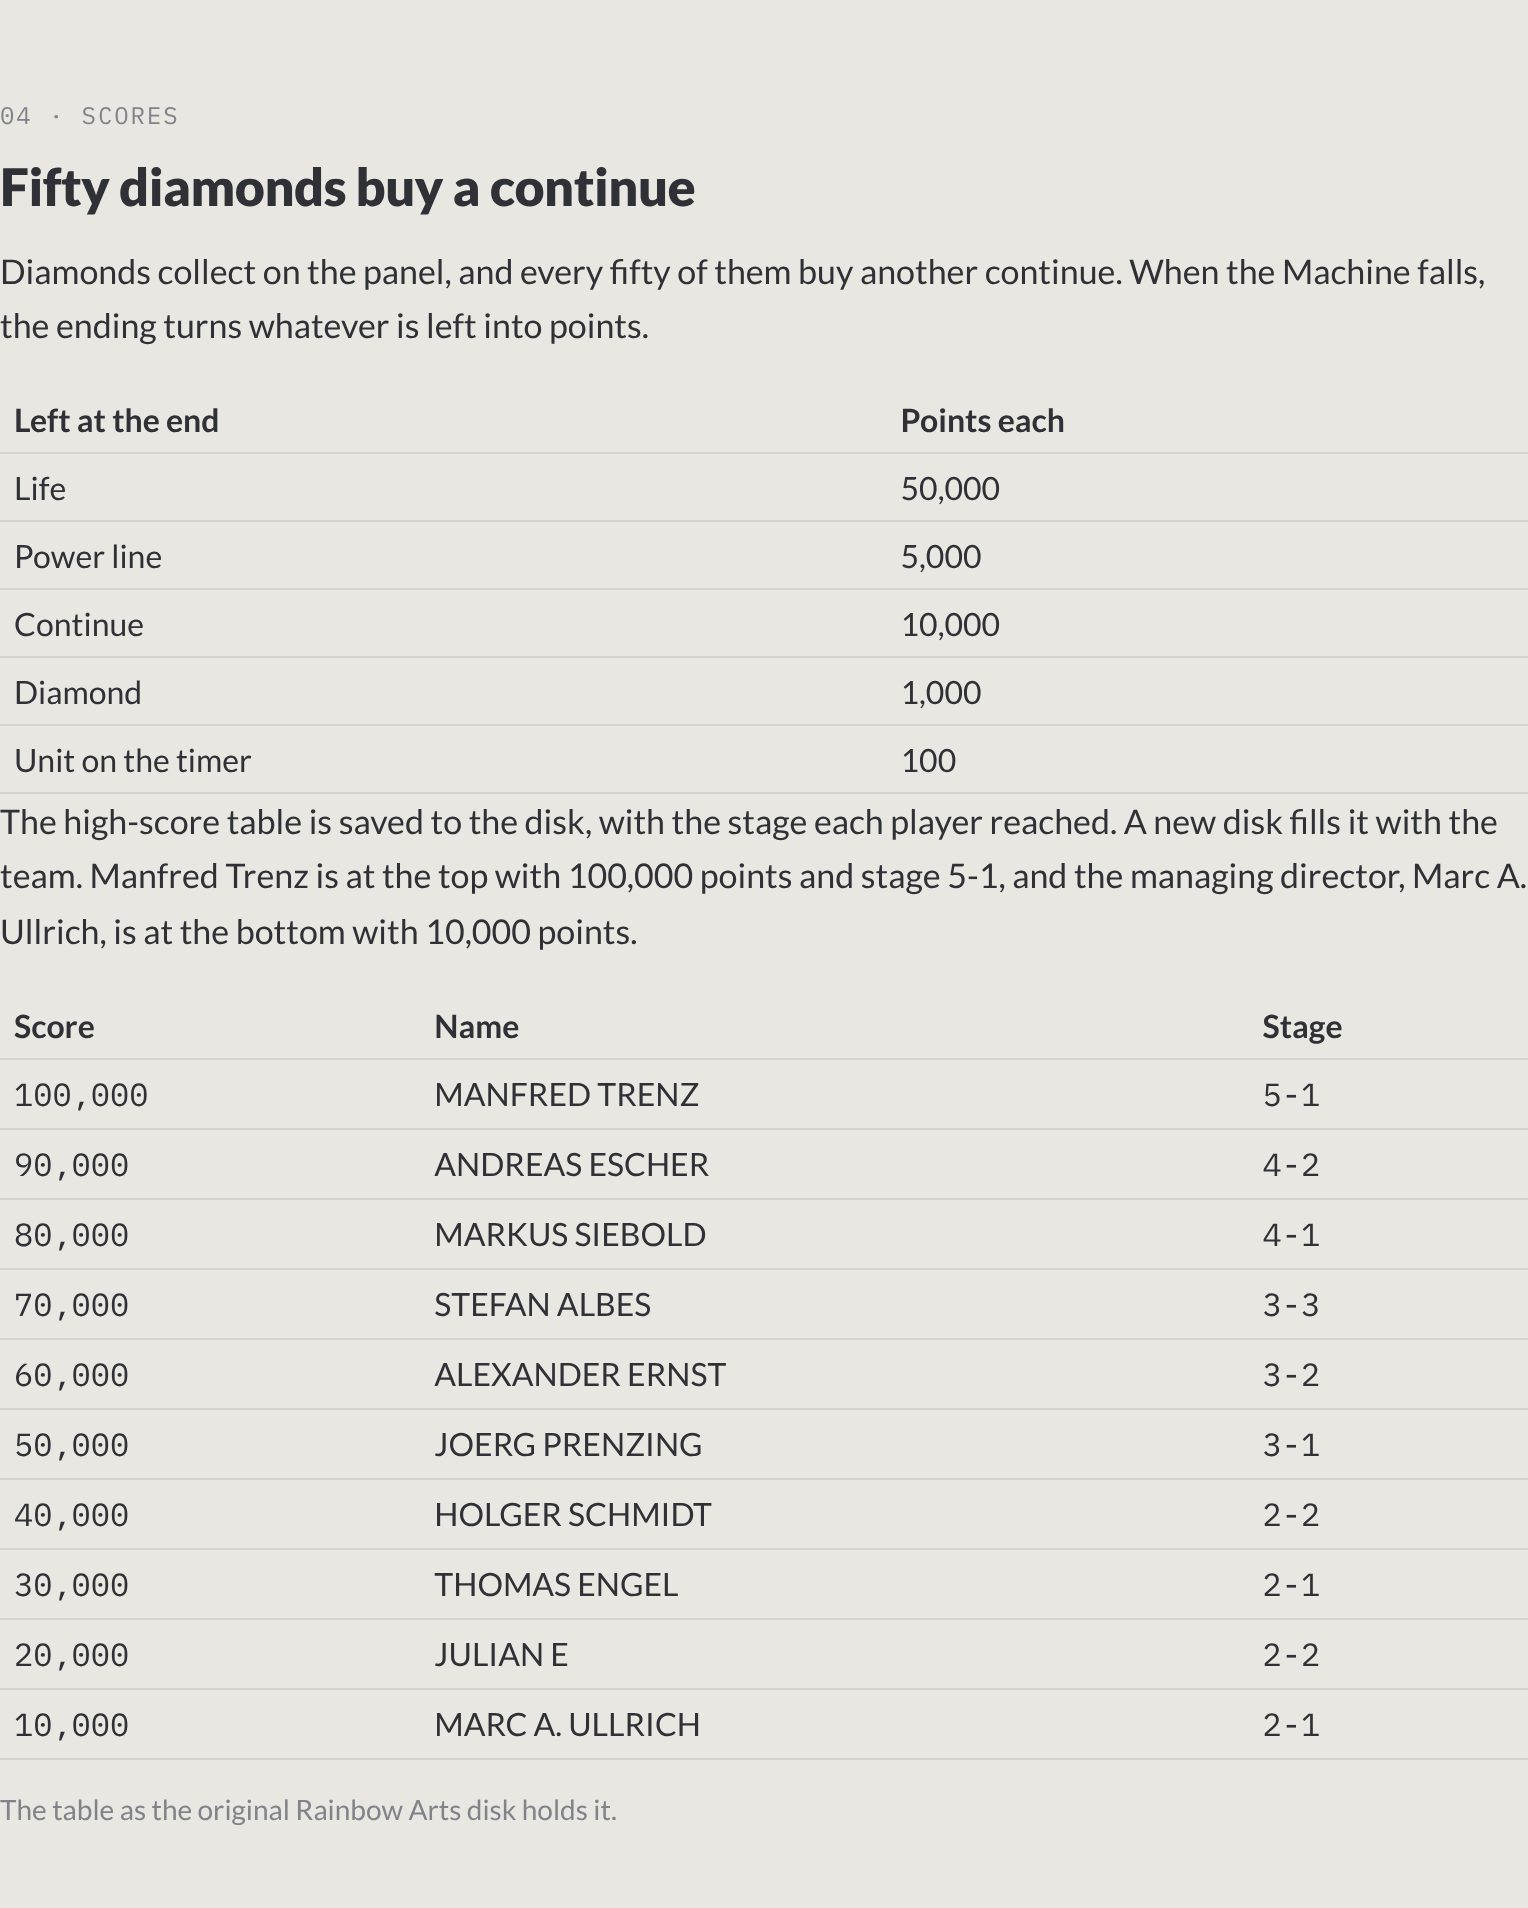 04 · SCORES
Fifty diamonds buy a continue
Diamonds collect on the panel, and every fifty of them buy another continue. When the Machine falls,
the ending turns whatever is left into points.
Left at the end Points each
Life 50,000
Power line 5,000
Continue 10,000
Diamond 1,000
Unit on the timer 100
The high-score table is saved to the disk, with the stage each player reached. A new disk fills it with the
team. Manfred Trenz is at the top with 100,000 points and stage 5-1, and the managing director, Marc A.
Ullrich, is at the bottom with 10,000 points.
Score Name Stage
100,000 MANFRED TRENZ 5-1
90,000 ANDREAS ESCHER 4-2
80,000 MARKUS SIEBOLD 4-1
70,000 STEFAN ALBES 3-3
60,000 ALEXANDER ERNST 3-2
50,000 JOERG PRENZING 3-1
40,000 HOLGER SCHMIDT 2-2
30,000 THOMAS ENGEL 2-1
20,000 JULIAN E 2-2
10,000 MARC A. ULLRICH 2-1
The table as the original Rainbow Arts disk holds it.